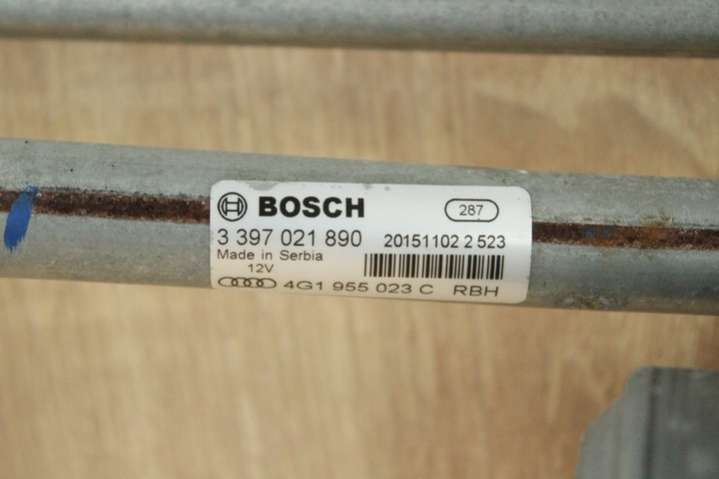 BOSCH 287
3 397 021 890 20151102 2 523
Made in Serbia
12V
4G1 955 023 C RBH